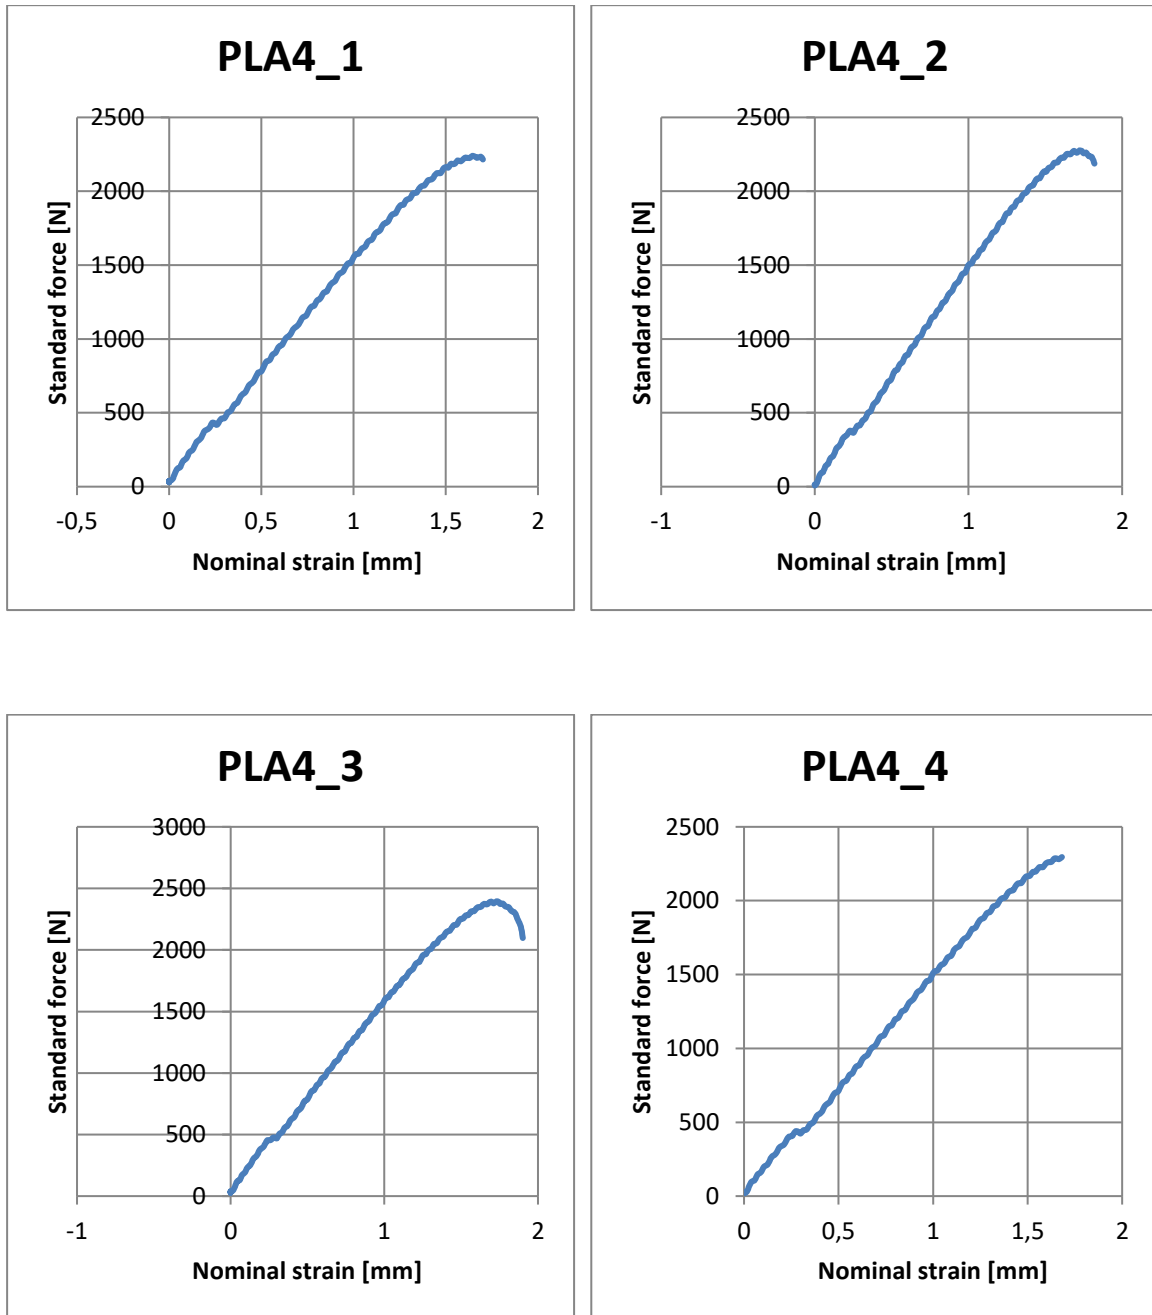 PLA4_1
2500
2000
1500
1000
500
0
-0,5 0 0,5 1 1,5 2
Standard force [N]
Nominal strain [mm]
PLA4_2
2500
2000
1500
1000
500
0
-1 0 1 2
Standard force [N]
Nominal strain [mm]
PLA4_3
3000
2500
2000
1500
1000
500
0
-1 0 1 2
Standard force [N]
Nominal strain [mm]
PLA4_4
2500
2000
1500
1000
500
0
0 0,5 1 1,5 2
Standard force [N]
Nominal strain [mm]